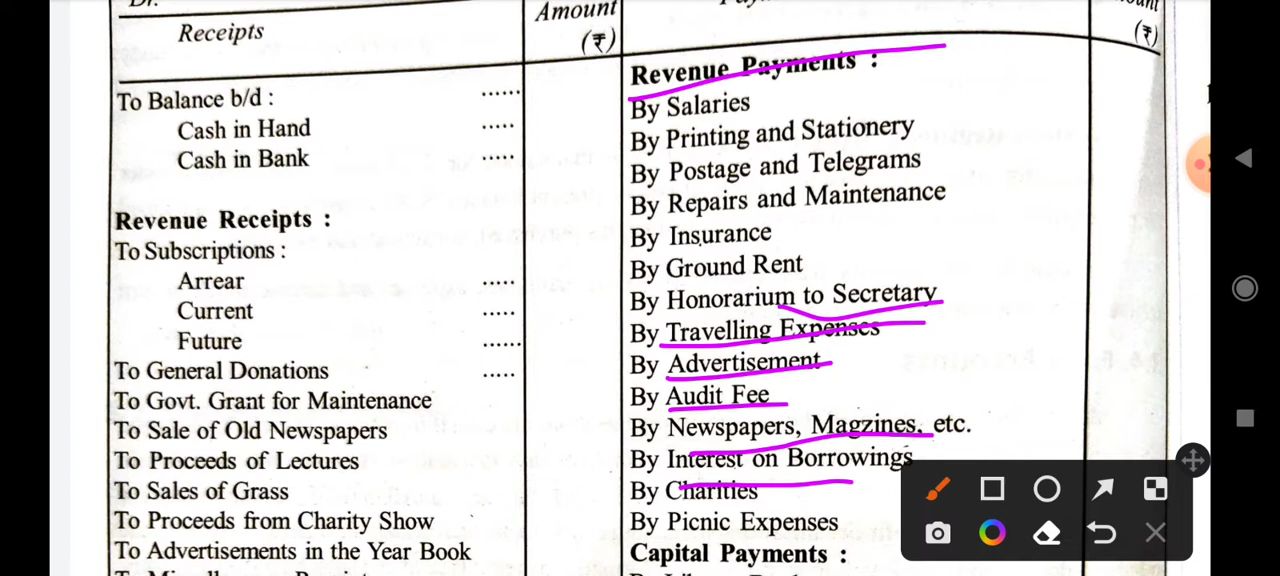 Dr.
Receipts
Amount
(₹)
(₹)
To Balance b/d : ......
Cash in Hand .....
Cash in Bank .....
Revenue Receipts :
To Subscriptions :
Arrear .....
Current .....
Future ......
To General Donations .....
To Govt. Grant for Maintenance
To Sale of Old Newspapers
To Proceeds of Lectures
To Sales of Grass
To Proceeds from Charity Show
To Advertisements in the Year Book
Revenue Payments :
By Salaries
By Printing and Stationery
By Postage and Telegrams
By Repairs and Maintenance
By Insurance
By Ground Rent
By Honorarium to Secretary
By Travelling Expenses
By Advertisement
By Audit Fee
By Newspapers, Magzines, etc.
By Interest on Borrowings
By Charities
By Picnic Expenses
Capital Payments :